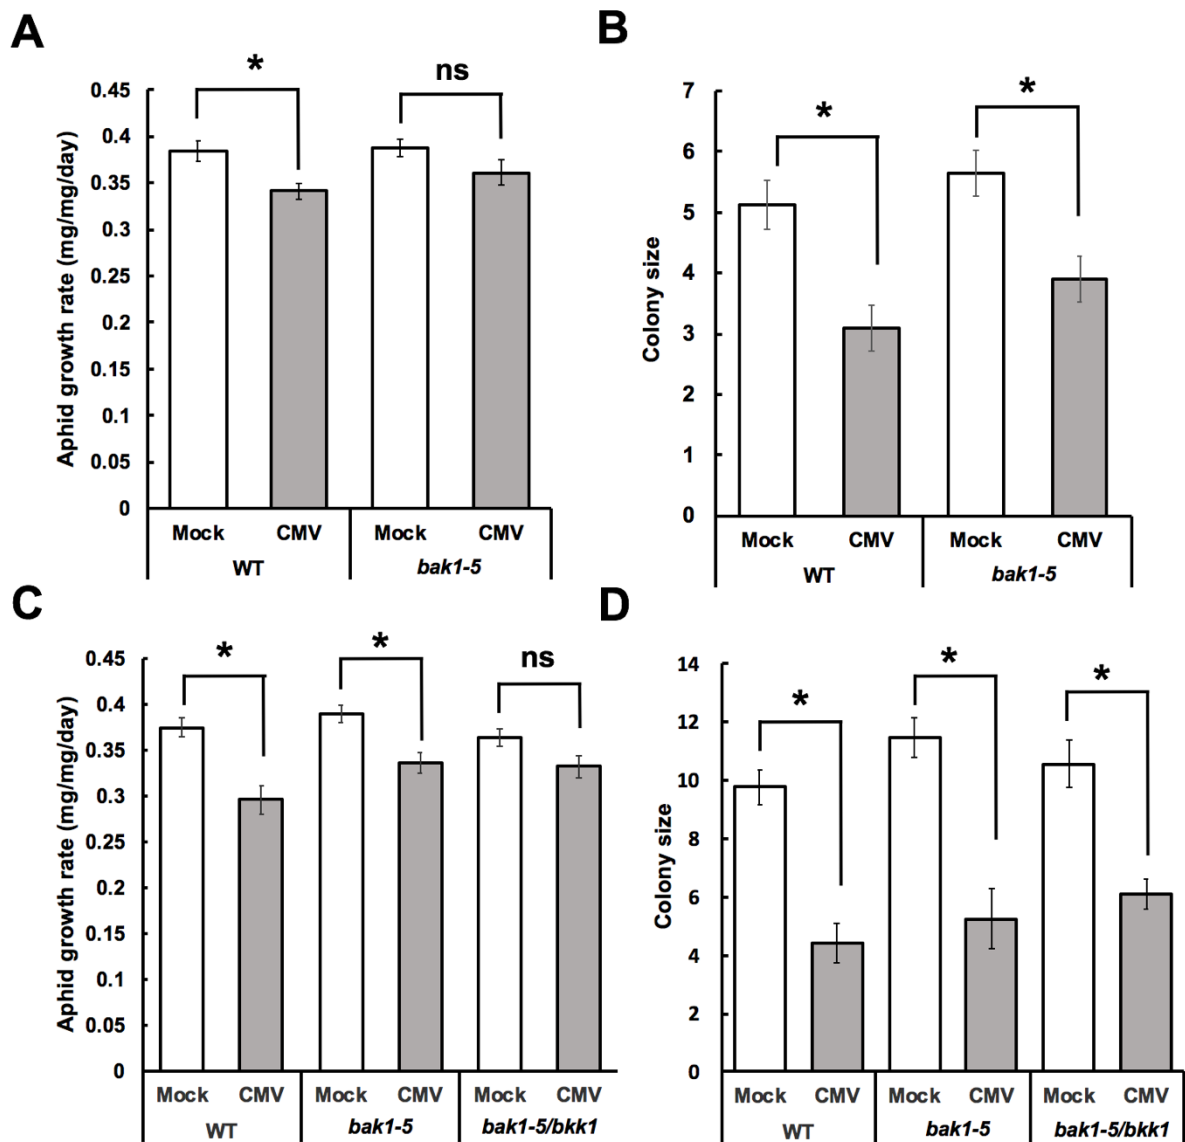 A
Aphid growth rate (mg/mg/day)
0.45
0.4
0.35
0.3
0.25
0.2
0.15
0.1
0.05
0
*
ns
Mock CMV Mock CMV
WT bak1-5
B
Colony size
7
6
5
4
3
2
1
0
*
*
Mock CMV Mock CMV
WT bak1-5
C
Aphid growth rate (mg/mg/day)
0.45
0.4
0.35
0.3
0.25
0.2
0.15
0.1
0.05
0
*
*
ns
Mock CMV Mock CMV Mock CMV
WT bak1-5 bak1-5/bkk1
D
Colony size
14
12
10
8
6
4
2
0
*
*
*
Mock CMV Mock CMV Mock CMV
WT bak1-5 bak1-5/bkk1